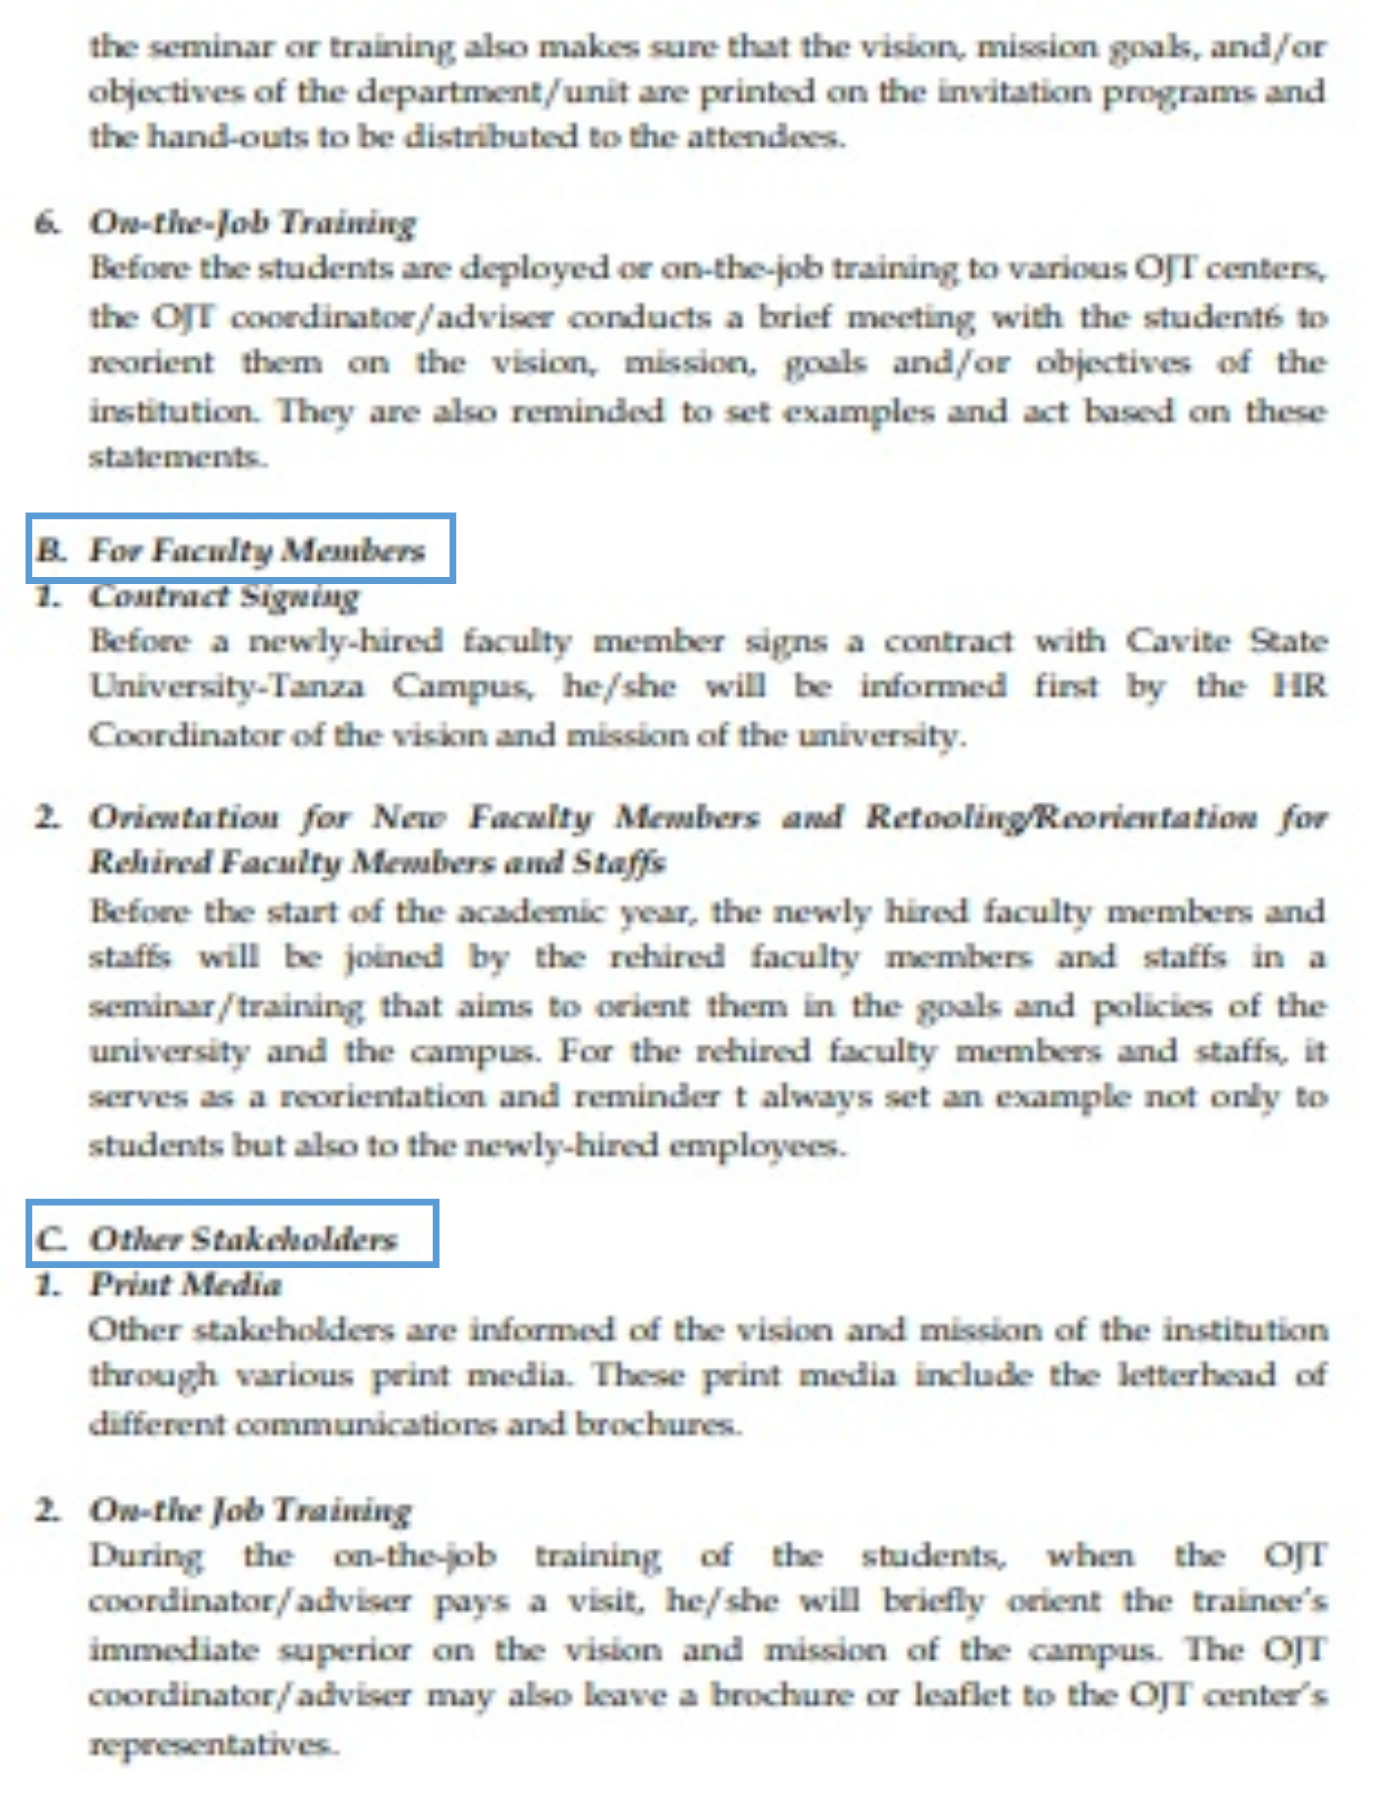 the seminar or training also makes sure that the vision, mission goals, and/or
objectives of the department/unit are printed on the invitation programs and
the hand-outs to be distributed to the attendees.
6. On-the-Job Training
Before the students are deployed or on-the-job training to various OJT centers,
the OJT coordinator/adviser conducts a brief meeting with the student6 to
reorient them on the vision, mission, goals and/or objectives of the
institution. They are also reminded to set examples and act based on these
statements.
B. For Faculty Members
1. Contract Signing
Before a newly-hired faculty member signs a contract with Cavite State
University-Tanza Campus, he/she will be informed first by the HR
Coordinator of the vision and mission of the university.
2. Orientation for New Faculty Members and Retooling/Reorientation for
Rehired Faculty Members and Staffs
Before the start of the academic year, the newly hired faculty members and
staffs will be joined by the rehired faculty members and staffs in a
seminar/training that aims to orient them in the goals and policies of the
university and the campus. For the rehired faculty members and staffs, it
serves as a reorientation and reminder t always set an example not only to
students but also to the newly-hired employees.
C. Other Stakeholders
1. Print Media
Other stakeholders are informed of the vision and mission of the institution
through various print media. These print media include the letterhead of
different communications and brochures.
2. On-the Job Training
During the on-the-job training of the students, when the OJT
coordinator/adviser pays a visit, he/she will briefly orient the trainee's
immediate superior on the vision and mission of the campus. The OJT
coordinator/adviser may also leave a brochure or leaflet to the OJT center's
representatives.